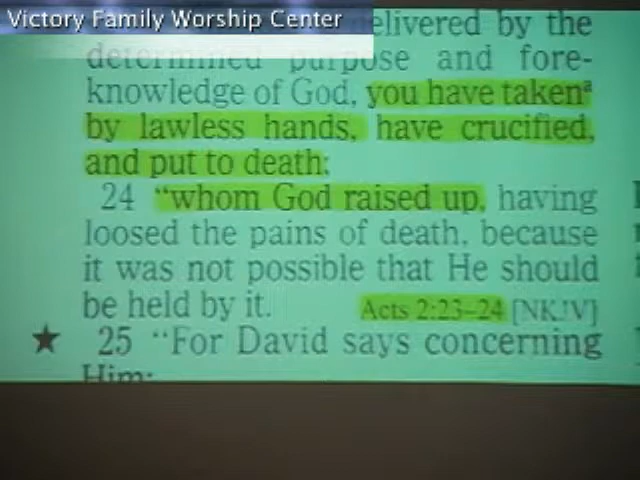 Victory Family Worship Center
elivered by the
determined purpose and fore-
knowledge of God, you have takenª
by lawless hands, have crucified,
and put to death;
24 “whom God raised up, having
loosed the pains of death, because
it was not possible that He should
be held by it.
Acts 2:23–24 [NKJV]
★ 25 “For David says concerning
Him: